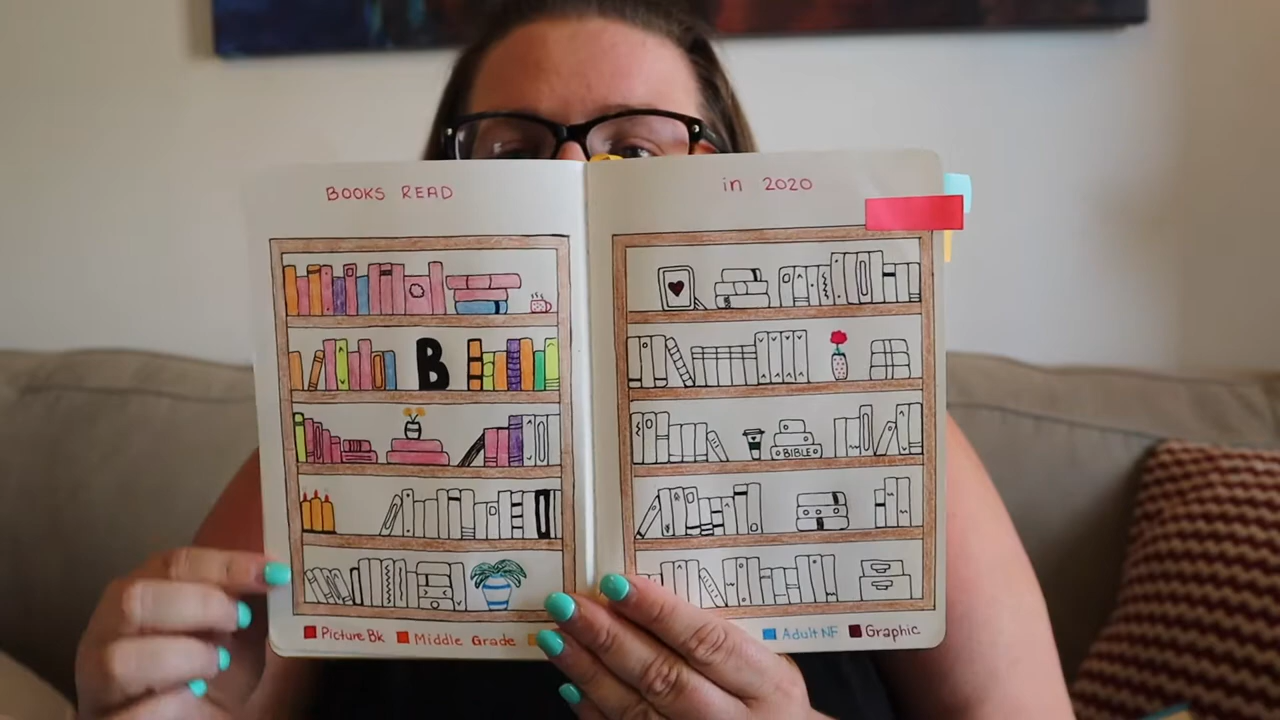 BOOKS READ
in 2020
B
BIBLE
Picture Bk
Middle Grade
Adult NF
Graphic